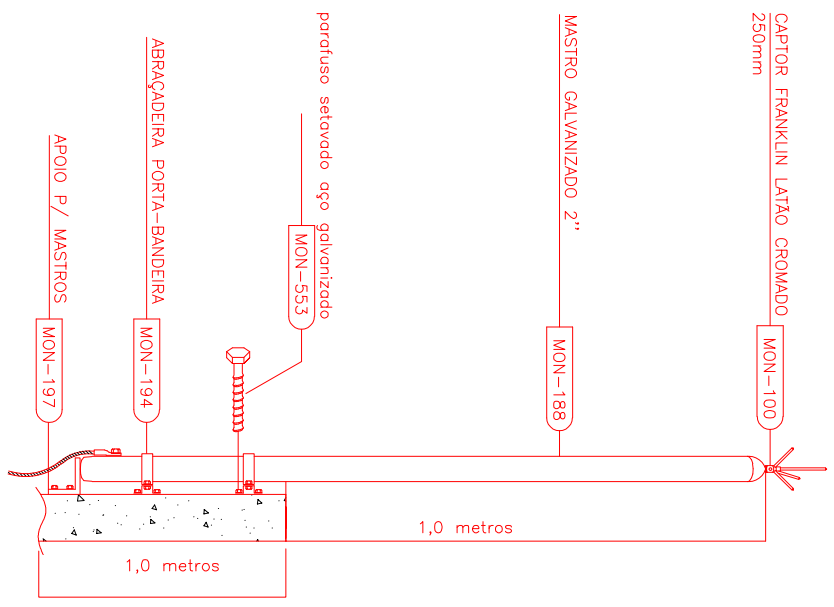 CAPTOR FRANKLIN LATÃO CROMADO
250mm
MON-100
MASTRO GALVANIZADO 2"
MON-188
parafuso setavado aço galvanizado
MON-553
ABRAÇADEIRA PORTA-BANDEIRA
MON-194
APOIO P/ MASTROS
MON-197
1,0 metros
1,0 metros